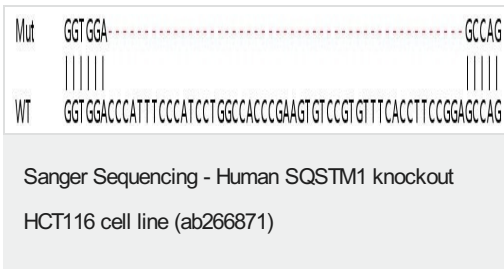 Mut GGTGGA--------------------------------------------------GCCAG
|||||| |||||
WT GGTGGACCCATTTCCCATCCTGGCCACCCGAAGTGTCCGTGTTTCACCTTCCGGAGCCAG
Sanger Sequencing - Human SQSTM1 knockout
HCT116 cell line (ab266871)